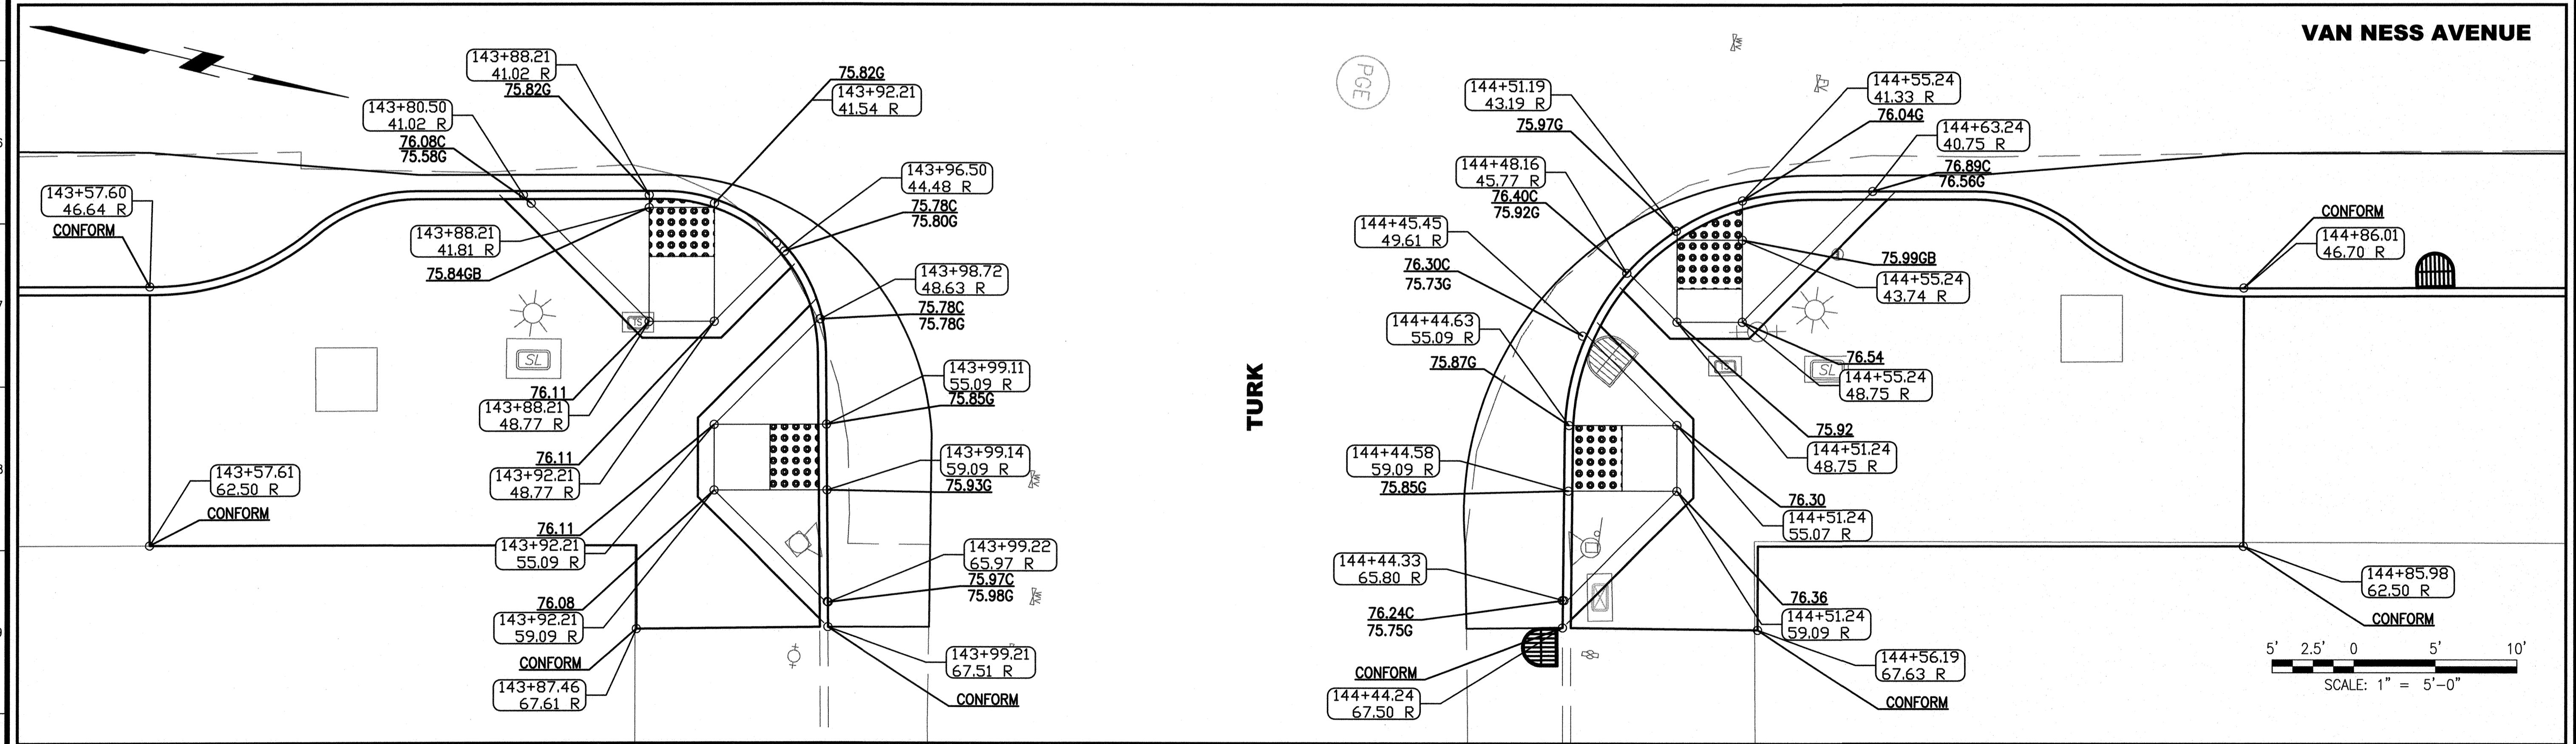 VAN NESS AVENUE
143+88.21
41.02 R
75.82G
143+80.50
41.02 R
76.08C
75.58G
75.82G
143+92.21
41.54 R
143+57.60
46.64 R
CONFORM
143+96.50
44.48 R
75.78C
75.80G
143+88.21
41.81 R
75.84GB
143+98.72
48.63 R
75.78C
75.78G
TS
SL
143+99.11
55.09 R
75.85G
76.11
143+88.21
48.77 R
76.11
143+92.21
48.77 R
143+99.14
59.09 R
75.93G
143+57.61
62.50 R
CONFORM
76.11
143+92.21
55.09 R
143+99.22
65.97 R
75.97C
75.98G
76.08
143+92.21
59.09 R
CONFORM
143+87.46
67.61 R
143+99.21
67.51 R
CONFORM
WV
WV
TURK
PGE
WV
144+51.19
43.19 R
75.97G
144+55.24
41.33 R
76.04G
144+63.24
40.75 R
76.89C
76.56G
144+48.16
45.77 R
76.40C
75.92G
144+45.45
49.61 R
76.30C
75.73G
CONFORM
144+86.01
46.70 R
75.99GB
144+55.24
43.74 R
144+44.63
55.09 R
75.87G
TS
SL
76.54
144+55.24
48.75 R
75.92
144+51.24
48.75 R
144+44.58
59.09 R
75.85G
76.30
144+51.24
55.07 R
144+44.33
65.80 R
76.24C
75.75G
76.36
144+51.24
59.09 R
144+85.98
62.50 R
CONFORM
CONFORM
144+44.24
67.50 R
144+56.19
67.63 R
CONFORM
5' 2.5' 0 5' 10'
SCALE: 1" = 5'-0"